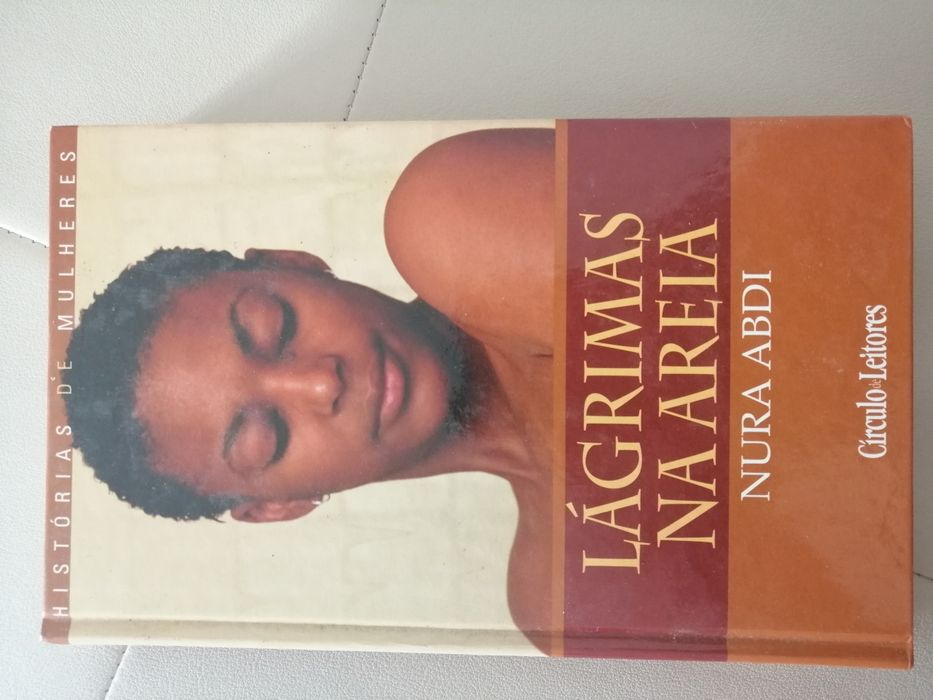 HISTÓRIAS DE MULHERES
LÁGRIMAS
NA AREIA
NURA ABDI
Círculo de Leitores